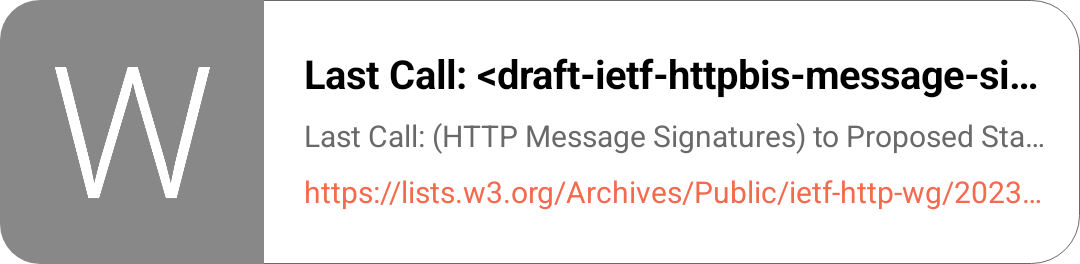 W
Last Call: <draft-ietf-httpbis-message-si...
Last Call: (HTTP Message Signatures) to Proposed Sta...
https://lists.w3.org/Archives/Public/ietf-http-wg/2023...